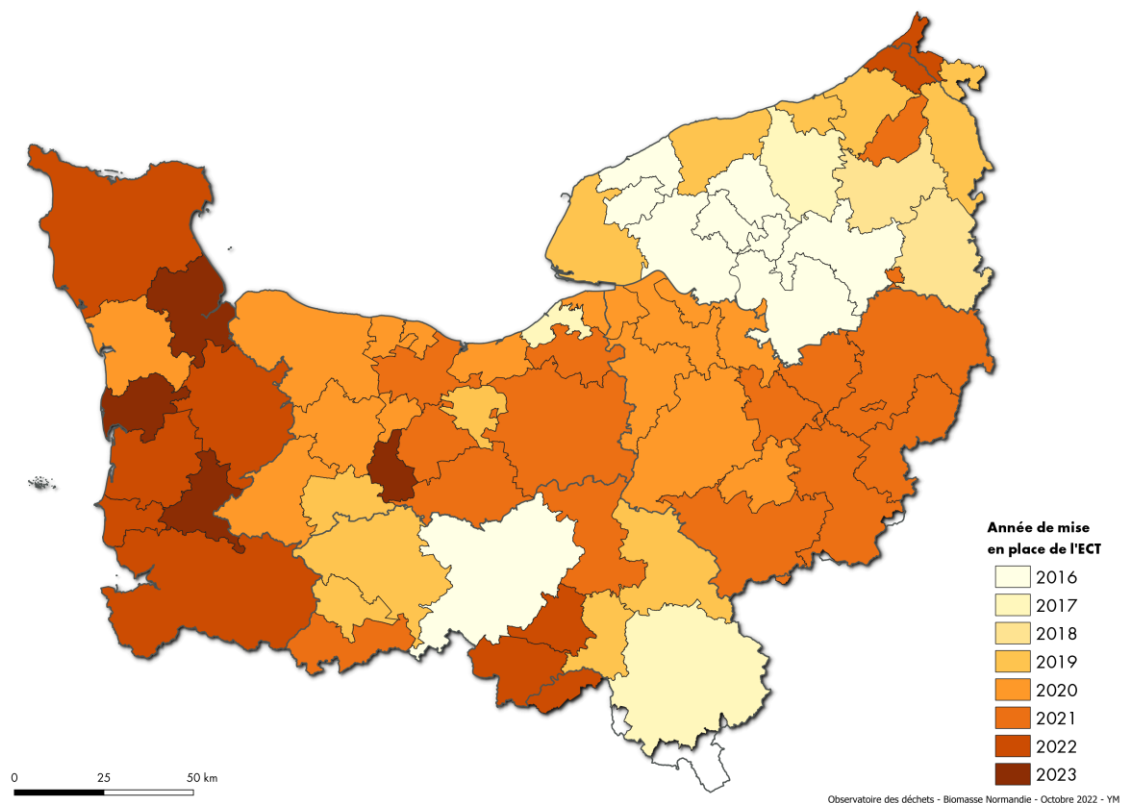 Année de mise
en place de l'ECT
2016
2017
2018
2019
2020
2021
2022
2023
0 25 50 km
Observatoire des déchets - Biomasse Normandie - Octobre 2022 - YM